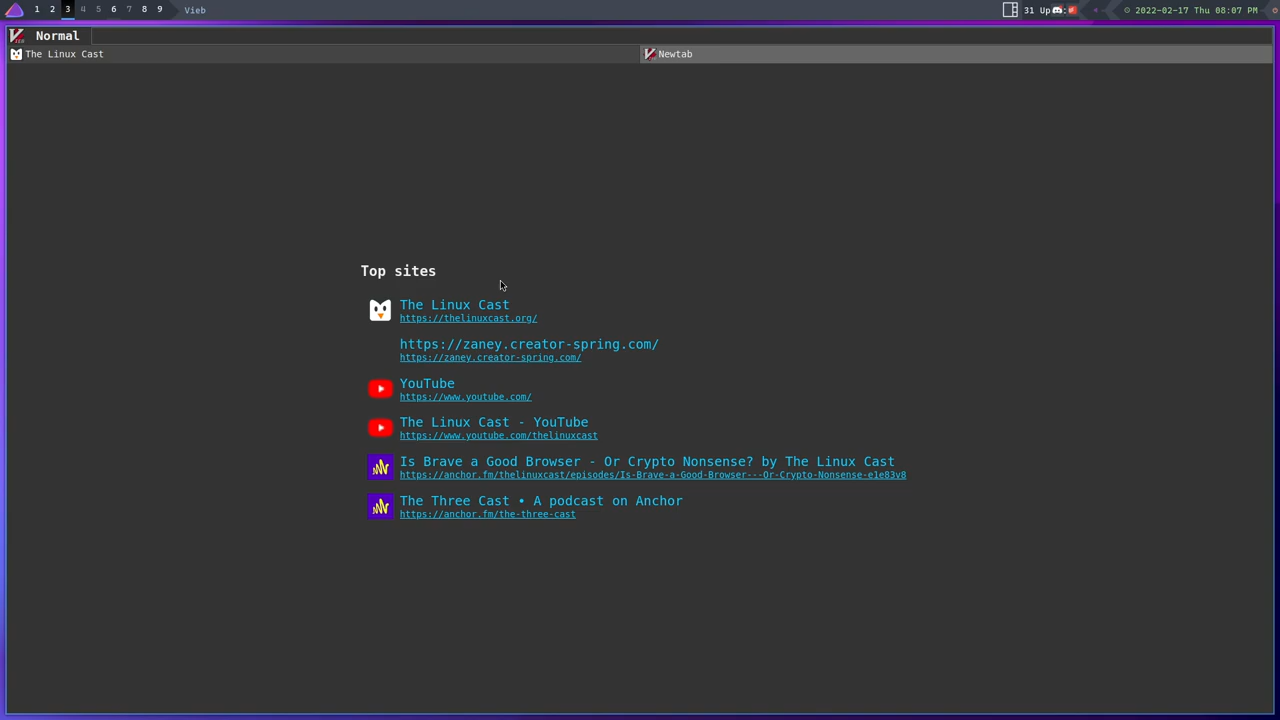 1 2 3 4 5 6 7 8 9 Vieb 31 Up 2022-02-17 Thu 08:07 PM
Normal
The Linux Cast Newtab
Top sites
The Linux Cast
https://thelinuxcast.org/
https://zaney.creator-spring.com/
https://zaney.creator-spring.com/
YouTube
https://www.youtube.com/
The Linux Cast - YouTube
https://www.youtube.com/thelinuxcast
Is Brave a Good Browser - Or Crypto Nonsense? by The Linux Cast
https://anchor.fm/thelinuxcast/episodes/Is-Brave-a-Good-Browser---Or-Crypto-Nonsense-e1e83v8
The Three Cast • A podcast on Anchor
https://anchor.fm/the-three-cast